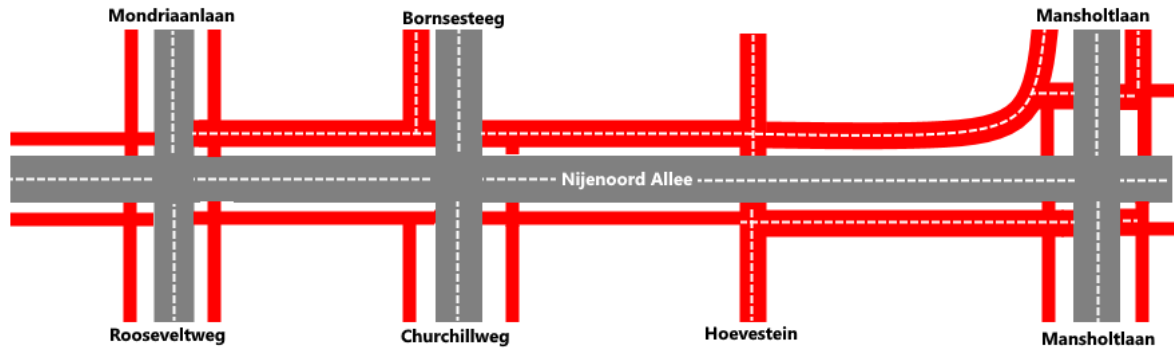 Mondriaanlaan
Bornsesteeg
Mansholtlaan
Nijenoord Allee
Rooseveltweg
Churchillweg
Hoevestein
Mansholtlaan